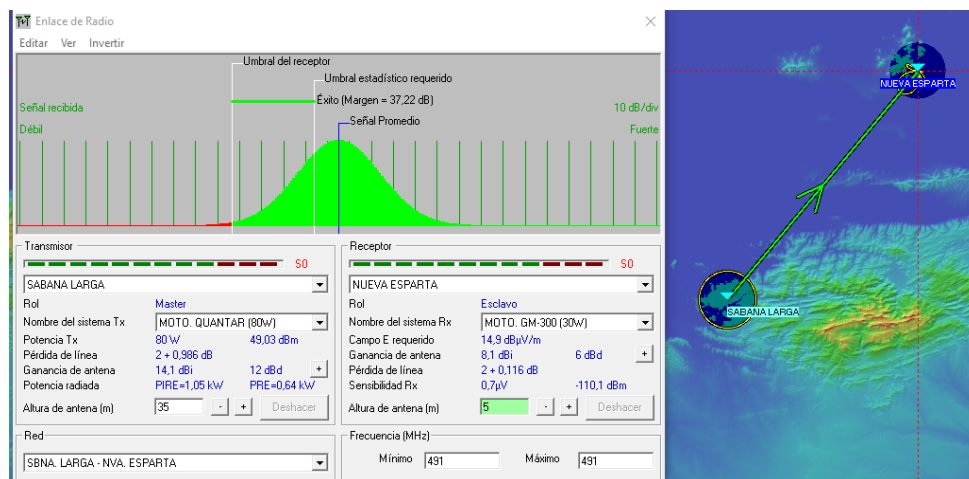 Enlace de Radio
Editar Ver Invertir
Umbral del receptor
Umbral estadístico requerido
Éxito (Margen = 37,22 dB)
Señal recibida 10 dB/div
Señal Promedio
Débil Fuerte
Transmisor
S0
SABANA LARGA
Rol Master
Nombre del sistema Tx MOTO. QUANTAR (80W)
Potencia Tx 80 W 49,03 dBm
Pérdida de línea 2 + 0,986 dB
Ganancia de antena 14,1 dBi 12 dBd +
Potencia radiada PIRE=1,05 kW PRE=0,64 kW
Altura de antena (m) 35 - + Deshacer
Red
SBNA. LARGA - NVA. ESPARTA
Receptor
S0
NUEVA ESPARTA
Rol Esclavo
Nombre del sistema Rx MOTO. GM-300 (30W)
Campo E requerido 14,9 dBµV/m
Ganancia de antena 8,1 dBi 6 dBd +
Pérdida de línea 2 + 0,116 dB
Sensibilidad Rx 0,7µV -110,1 dBm
Altura de antena (m) 5 - + Deshacer
Frecuencia (MHz)
Mínimo 491 Máximo 491
NUEVA ESPARTA
SABANA LARGA